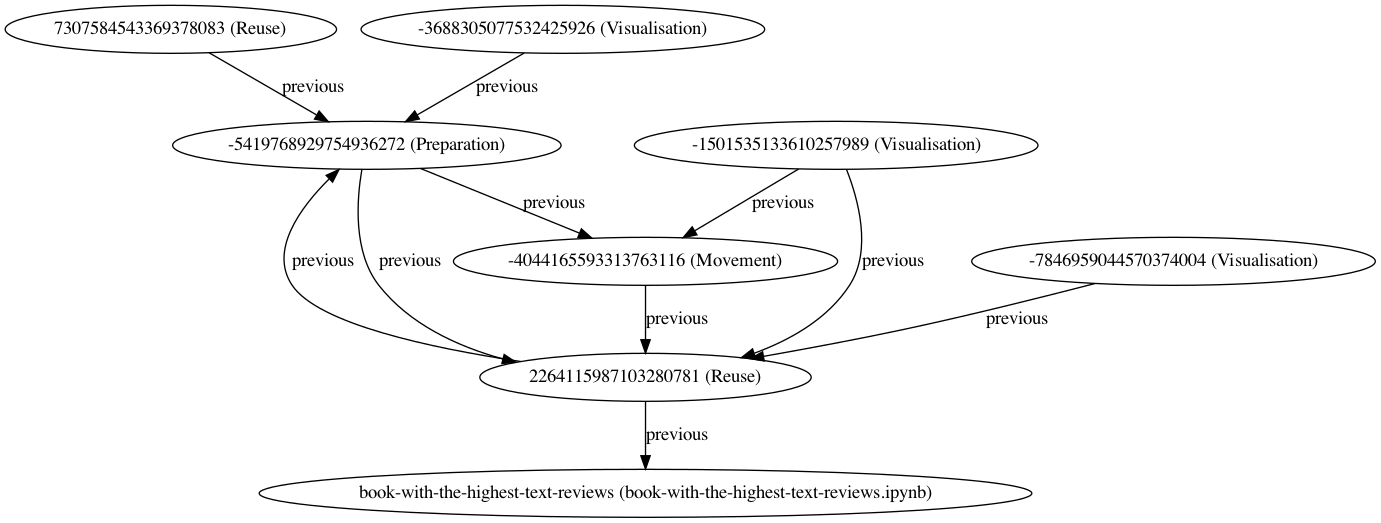 7307584543369378083 (Reuse)
-3688305077532425926 (Visualisation)
previous
previous
-5419768929754936272 (Preparation)
-1501535133610257989 (Visualisation)
previous
previous
previous
previous
-4044165593313763116 (Movement)
previous
-7846959044570374004 (Visualisation)
previous
previous
2264115987103280781 (Reuse)
previous
book-with-the-highest-text-reviews (book-with-the-highest-text-reviews.ipynb)